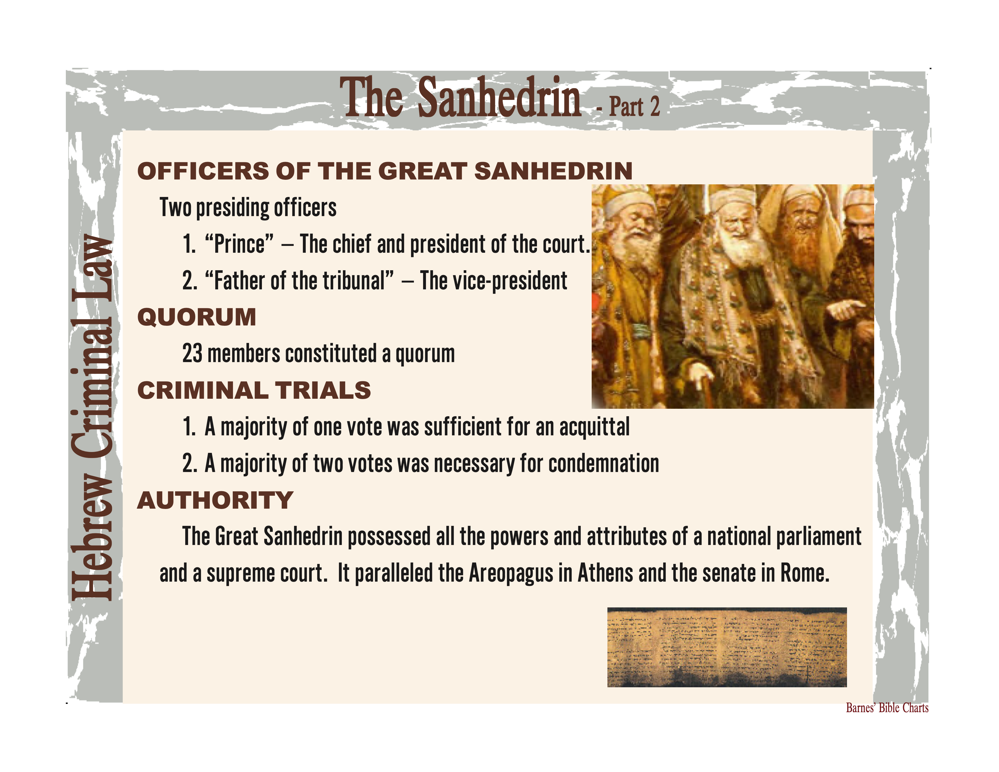 The Sanhedrin - Part 2
Hebrew Criminal Law
OFFICERS OF THE GREAT SANHEDRIN
Two presiding officers
1. “Prince” – The chief and president of the court.
2. “Father of the tribunal” – The vice-president
QUORUM
23 members constituted a quorum
CRIMINAL TRIALS
1. A majority of one vote was sufficient for an acquittal
2. A majority of two votes was necessary for condemnation
AUTHORITY
The Great Sanhedrin possessed all the powers and attributes of a national parliament
and a supreme court. It paralleled the Areopagus in Athens and the senate in Rome.
Barnes’ Bible Charts